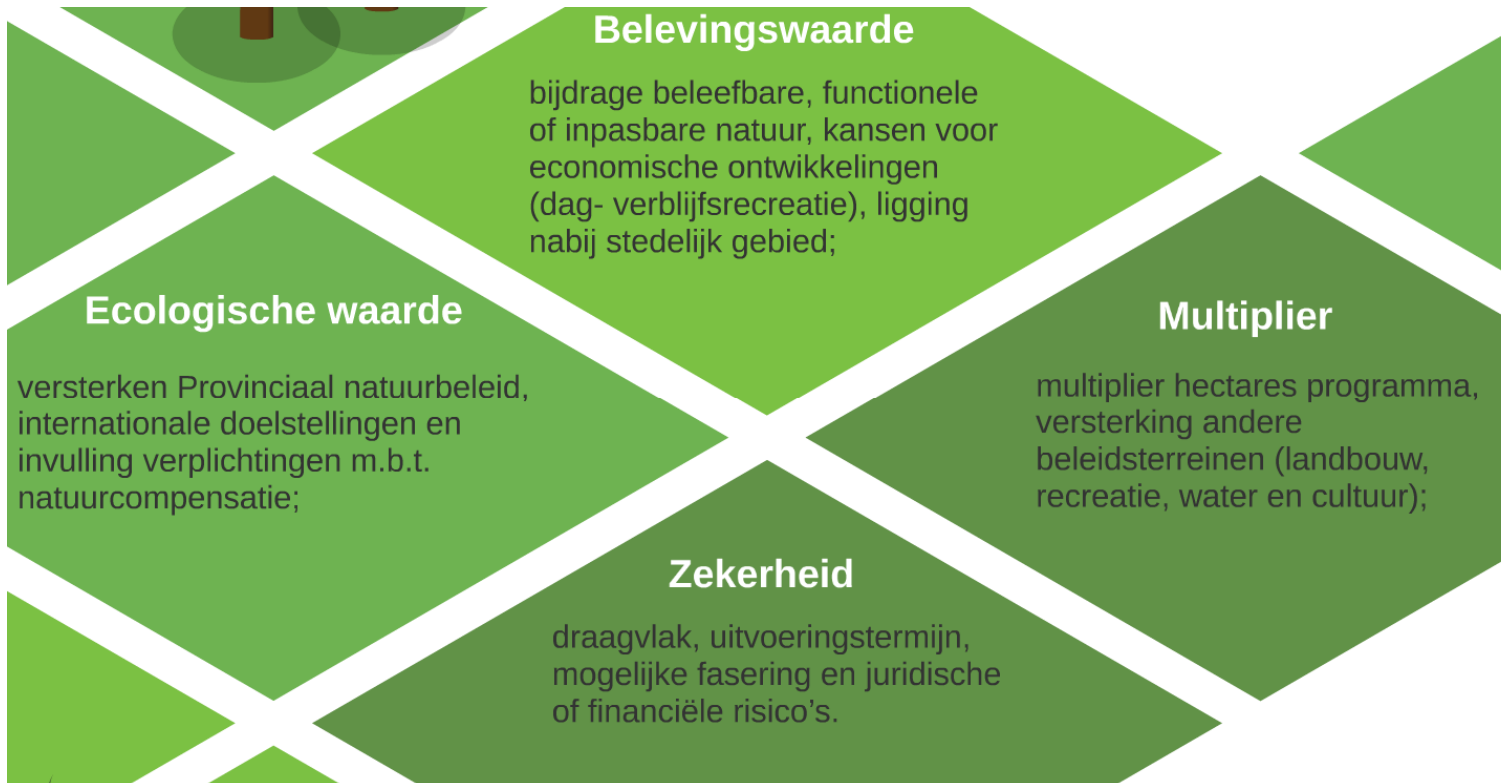 Belevingswaarde
bijdrage beleefbare, functionele
of inpasbare natuur, kansen voor
economische ontwikkelingen
(dag- verblijfsrecreatie), ligging
nabij stedelijk gebied;
Ecologische waarde
versterken Provinciaal natuurbeleid,
internationale doelstellingen en
invulling verplichtingen m.b.t.
natuurcompensatie;
Multiplier
multiplier hectares programma,
versterking andere
beleidsterreinen (landbouw,
recreatie, water en cultuur);
Zekerheid
draagvlak, uitvoeringstermijn,
mogelijke fasering en juridische
of financiële risico’s.